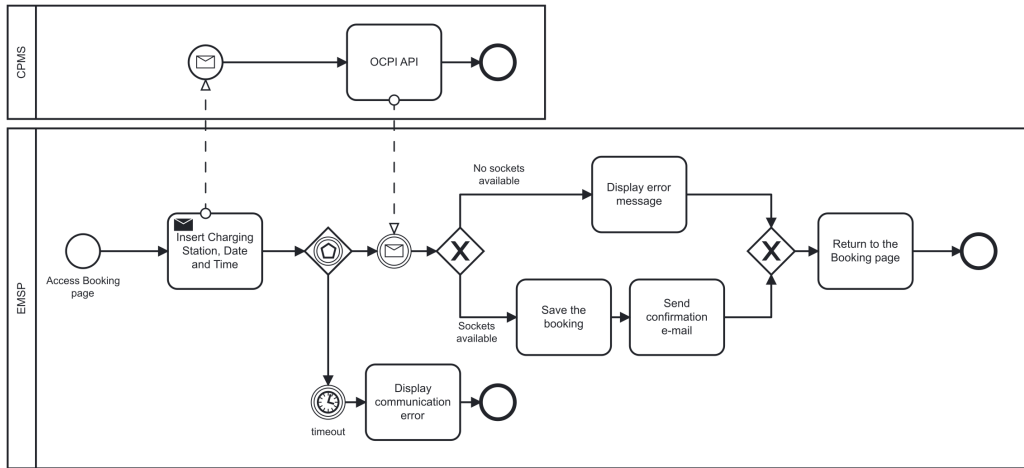 CPMS
OCPI API
EMSP
Access Booking
page
Insert Charging
Station, Date
and Time
No sockets
available
Display error
message
Sockets
available
Save the
booking
Send
confirmation
e-mail
Return to the
Booking page
timeout
Display
communication
error